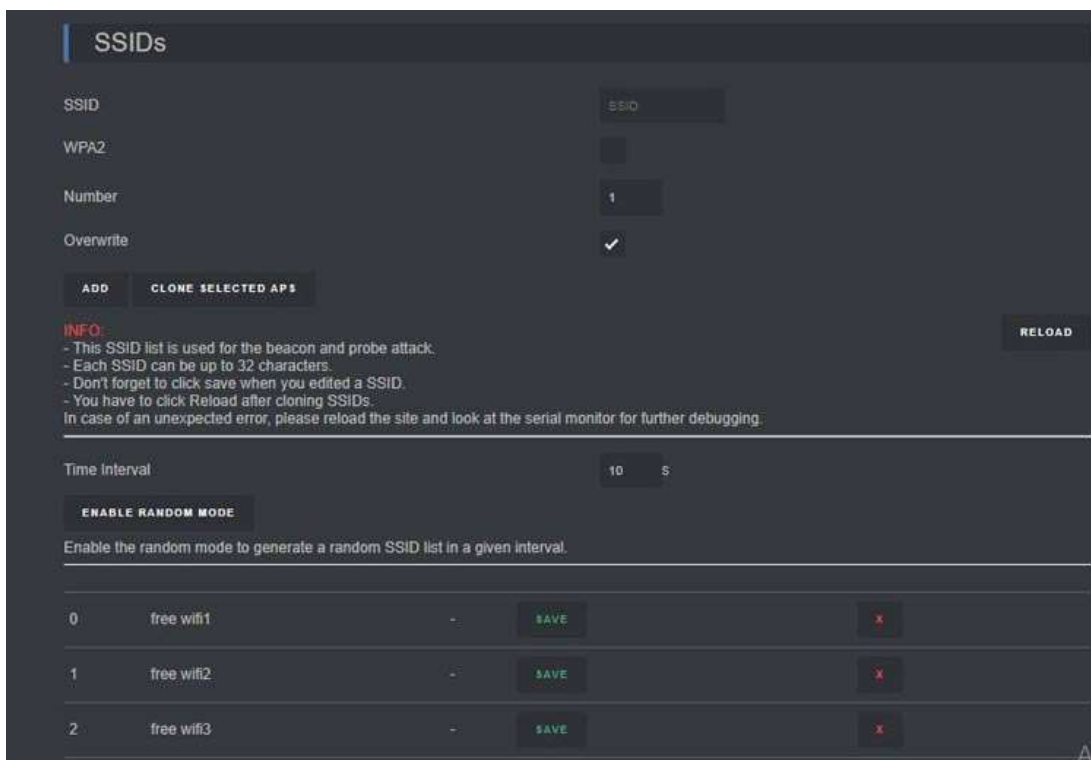 SSIDs
SSID SSID
WPA2
Number 1
Overwrite
ADD CLONE SELECTED APS
INFO:
RELOAD
- This SSID list is used for the beacon and probe attack.
- Each SSID can be up to 32 characters.
- Don't forget to click save when you edited a SSID.
- You have to click Reload after cloning SSIDs.
In case of an unexpected error, please reload the site and look at the serial monitor for further debugging.
Time Interval 10 S
ENABLE RANDOM MODE
Enable the random mode to generate a random SSID list in a given interval.
0 free wifi1 - SAVE X
1 free wifi2 - SAVE X
2 free wifi3 - SAVE X
A